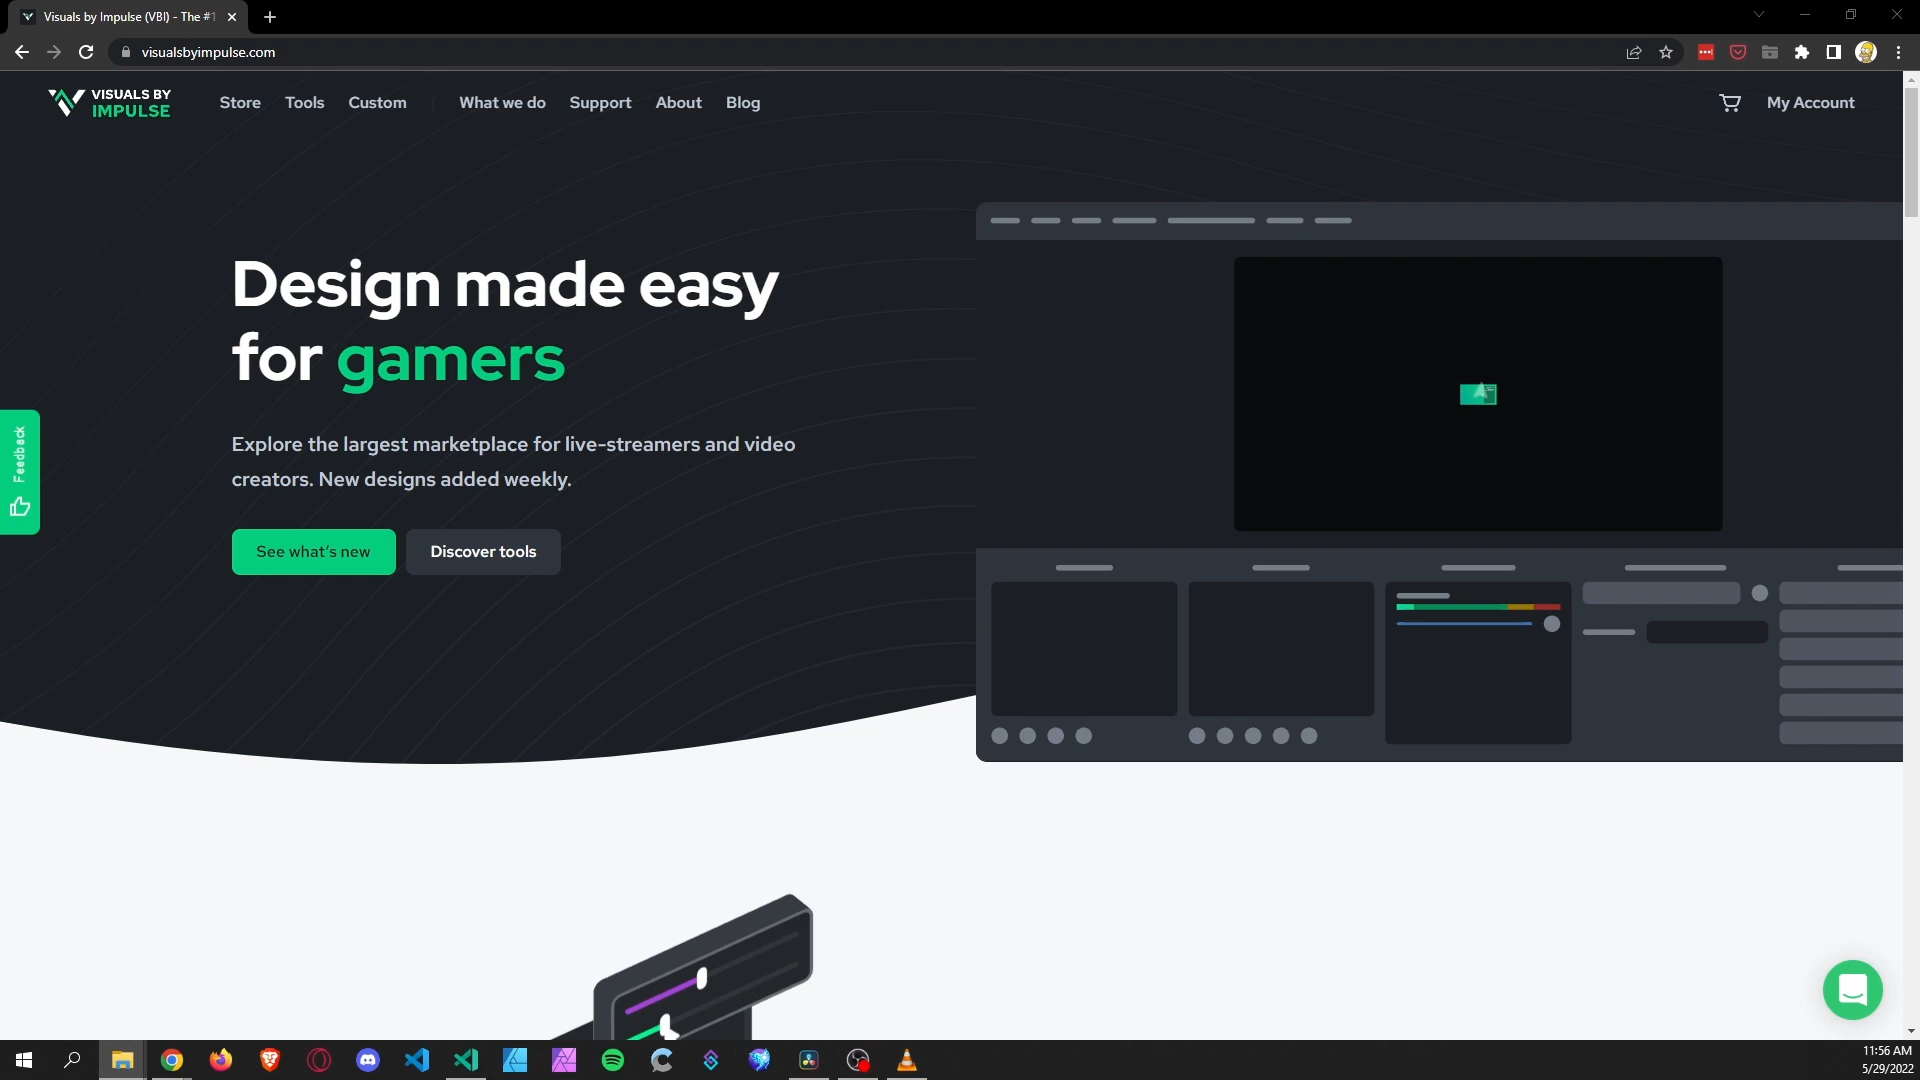 Visuals by Impulse (VBI) - The #1
visualsbyimpulse.com
VISUALS BY
IMPULSE
Store
Tools
Custom
What we do
Support
About
Blog
My Account
Design made easy
for gamers
Explore the largest marketplace for live-streamers and video
creators. New designs added weekly.
See what's new
Discover tools
Feedback
11:56 AM
5/29/2022